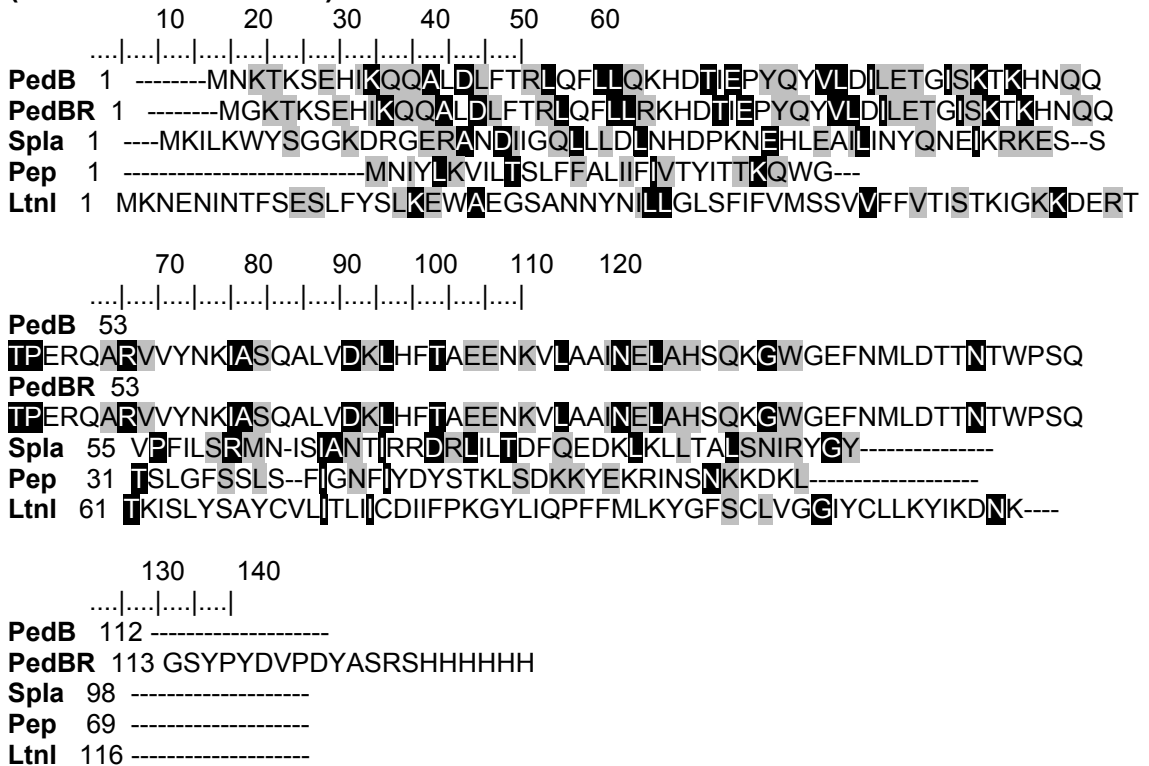 10 20 30 40 50 60
....|....|....|....|....|....|....|....|....|....|....|....|
PedB 1 --------MNKTKSEHIKQQALDLFTRLQFLLQKHDTIEPYQYVLDILETGISKTKHNQQ
PedBR 1 --------MGKTKSEHIKQQALDLFTRLQFLLRKHDTIEPYQYVLDILETGISKTKHNQQ
Spla 1 ----MKILKWYSGGKDRGERANDIIGQLLLDLNHDPKNEHLEAILINYQNEIKRKES--S
Pep 1 ---------------------------MNIYLKVILTSLFFALIIFIVTYITTKQWG---
LtnI 1 MKNENINTFSESLFYSLKEWAEGSANNYNILLGLSFIFVMSSVVFFVTISTKIGKKDERT
70 80 90 100 110 120
....|....|....|....|....|....|....|....|....|....|....|....|
PedB 53
TPERQARVVYNKIASQALVDKLHFTAEENKVLAAINELAHSQKGWGEFNMLDTTNTWPSQ
PedBR 53
TPERQARVVYNKIASQALVDKLHFTAEENKVLAAINELAHSQKGWGEFNMLDTTNTWPSQ
Spla 55 VPFILSRMN-ISIANTIRRDRLILTDFQEDKLKLLTALSNIRYGY---------------
Pep 31 TSLGFSSLS--FIGNFIYDYSTKLSDKKYEKRINSNKKDKL-------------------
LtnI 61 TKISLYSAYCVLITLIICDIIFPKGYLIQPFFMLKYGFSCLVGGIYCLLKYIKDNK----
130 140
....|....|....|....|
PedB 112 --------------------
PedBR 113 GSYPYDVPDYASRSHHHHHH
Spla 98 --------------------
Pep 69 --------------------
LtnI 116 --------------------